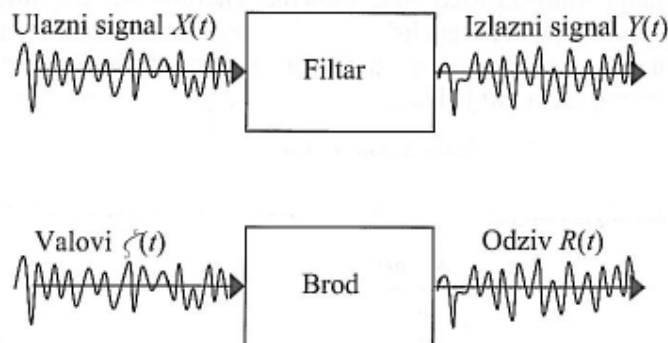 Ulazni signal X(t)
Izlazni signal Y(t)
Filtar
Valovi ζ(t)
Odziv R(t)
Brod